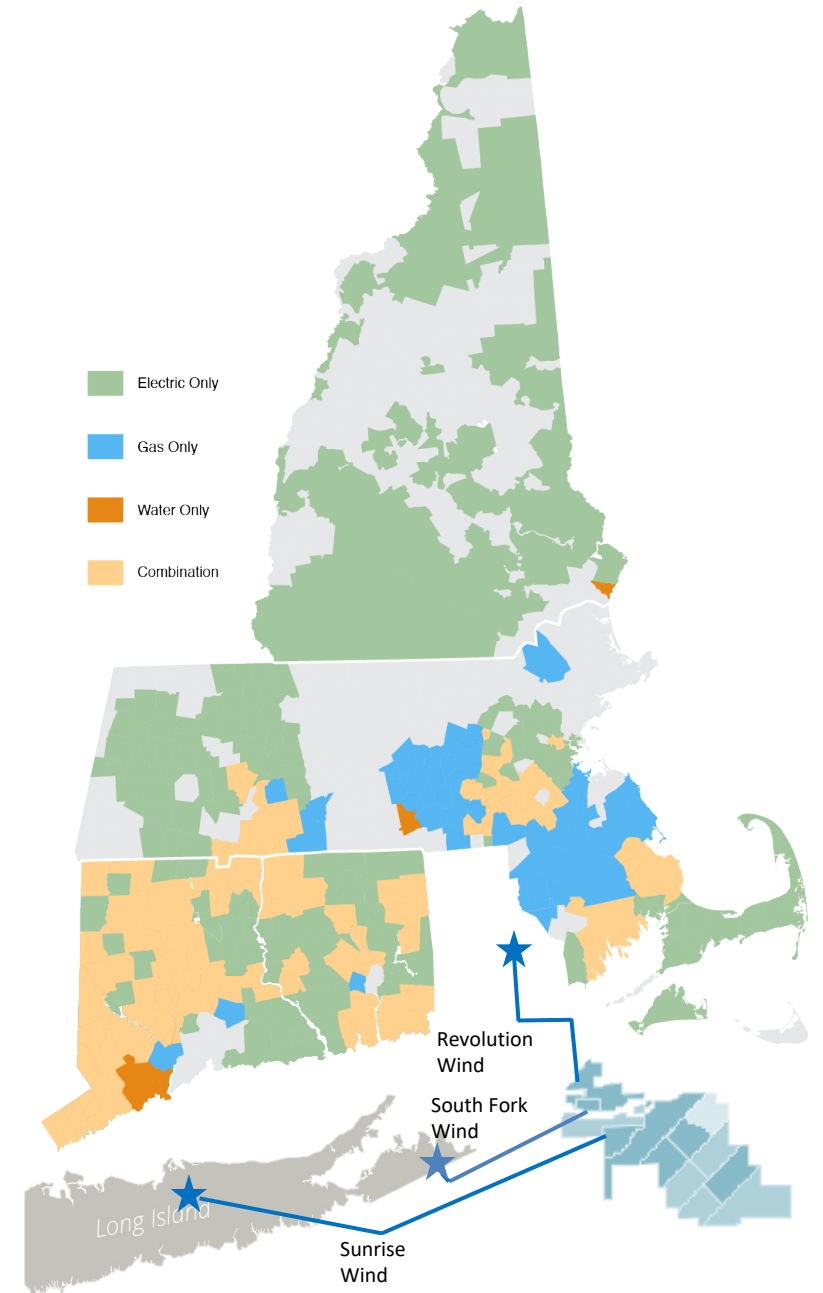 Electric Only
Gas Only
Water Only
Combination
Revolution
Wind
South Fork
Wind
Long Island
Sunrise
Wind